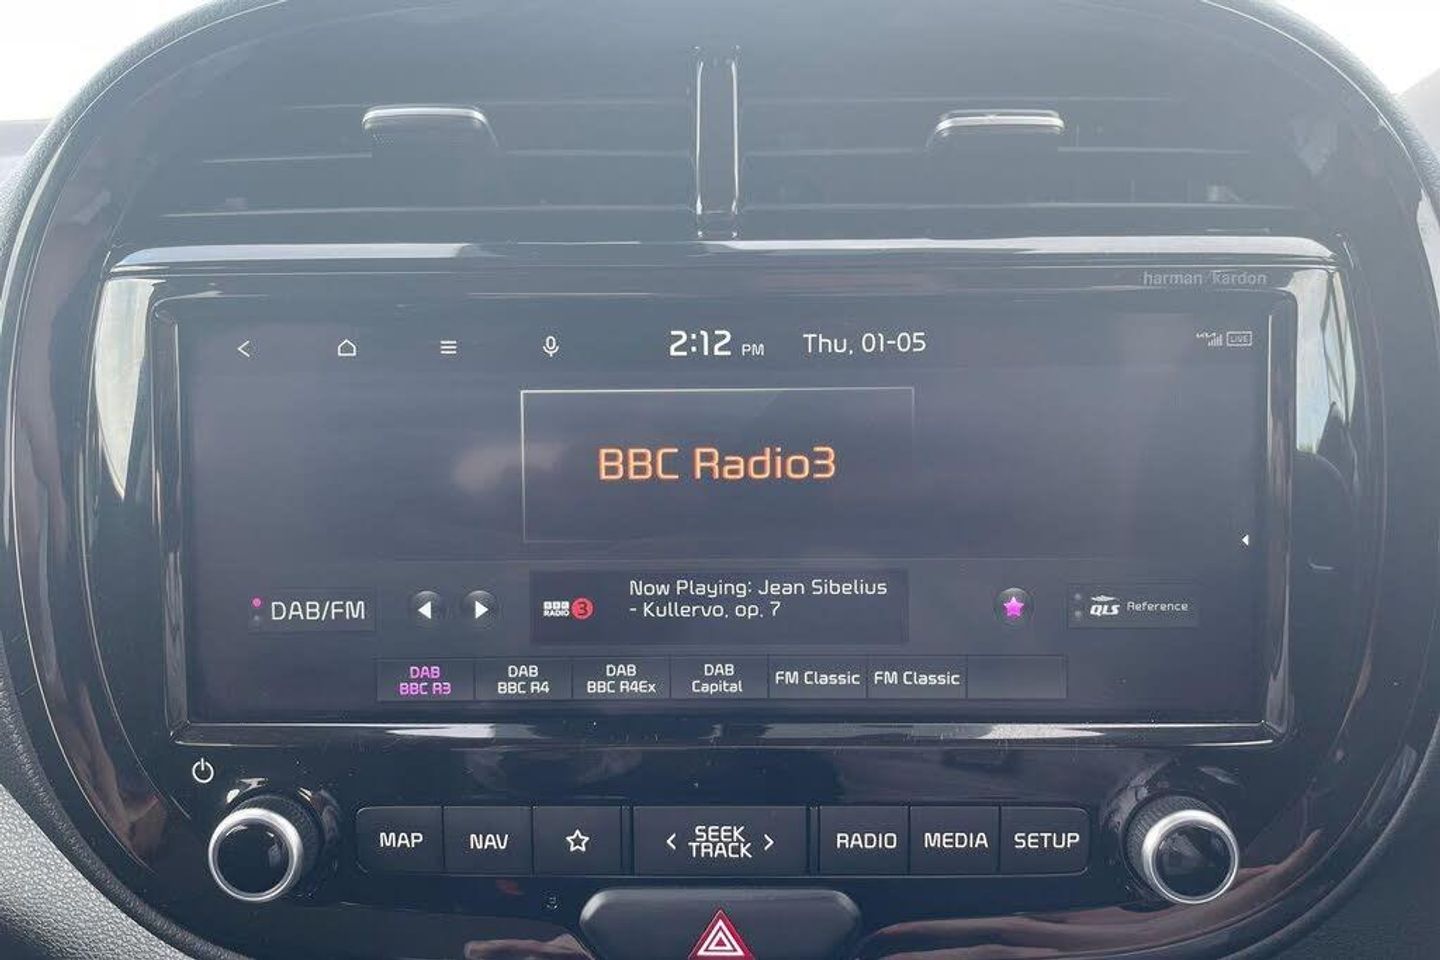 harman/kardon
2:12 PM Thu, 01-05
LIVE
BBC Radio3
Now Playing: Jean Sibelius
- Kullervo, op. 7
DAB/FM
BBC
RADIO 3
QLS Reference
DAB
BBC R3
DAB
BBC R4
DAB
BBC R4Ex
DAB
Capital
FM Classic
FM Classic
MAP
NAV
SEEK
TRACK
RADIO
MEDIA
SETUP